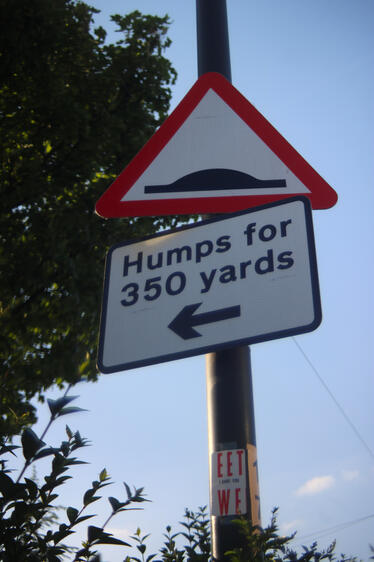 Humps for
350 yards
EET
WE